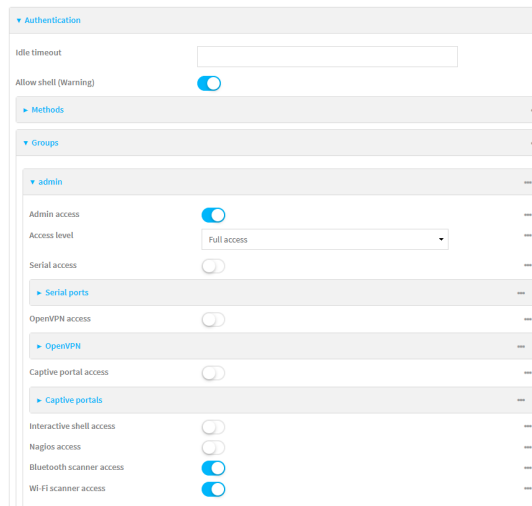 Authentication
Idle timeout
Allow shell (Warning)
Methods
Groups
admin
Admin access
Access level Full access
Serial access
Serial ports
OpenVPN access
OpenVPN
Captive portal access
Captive portals
Interactive shell access
Nagios access
Bluetooth scanner access
Wi-Fi scanner access